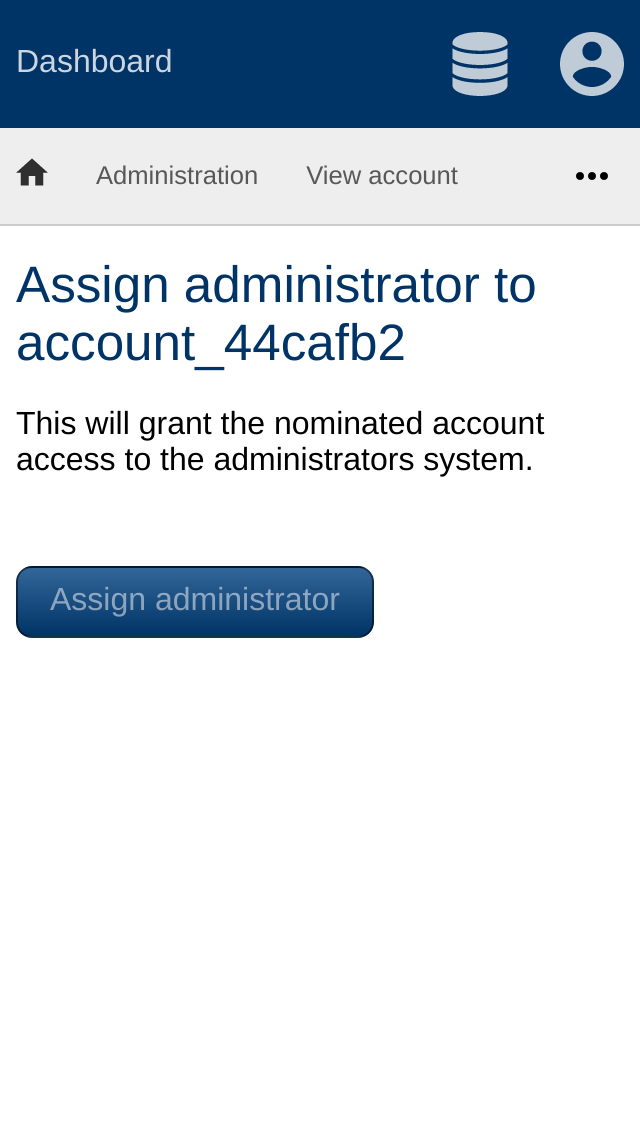 Dashboard
Administration View account
Assign administrator to
account_44cafb2
This will grant the nominated account
access to the administrators system.
Assign administrator